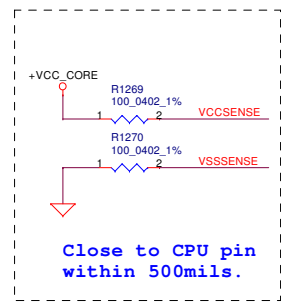 +VCC_CORE
R1269
100_0402_1%
1 2 VCCSENSE
R1270
100_0402_1%
1 2 VSSSENSE
Close to CPU pin
within 500mils.